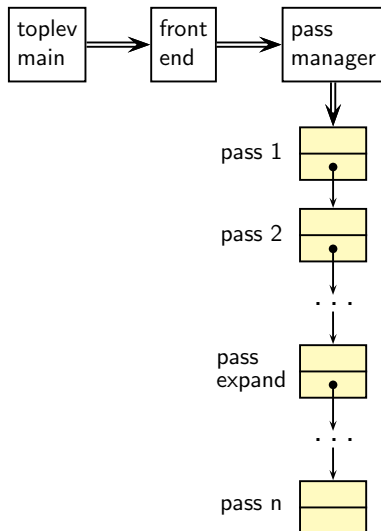 toplev
main
front
end
pass
manager
pass 1
pass 2
. . .
pass
expand
. . .
pass n